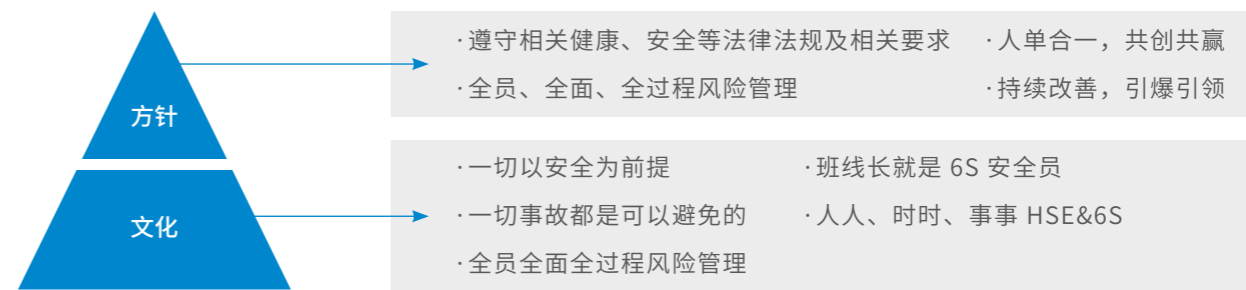 方针
·遵守相关健康、安全等法律法规及相关要求 ·人单合一，共创共赢
·全员、全面、全过程风险管理 ·持续改善，引爆引领
文化
·一切以安全为前提 ·班线长就是 6S 安全员
·一切事故都是可以避免的 ·人人、时时、事事 HSE&6S
·全员全面全过程风险管理